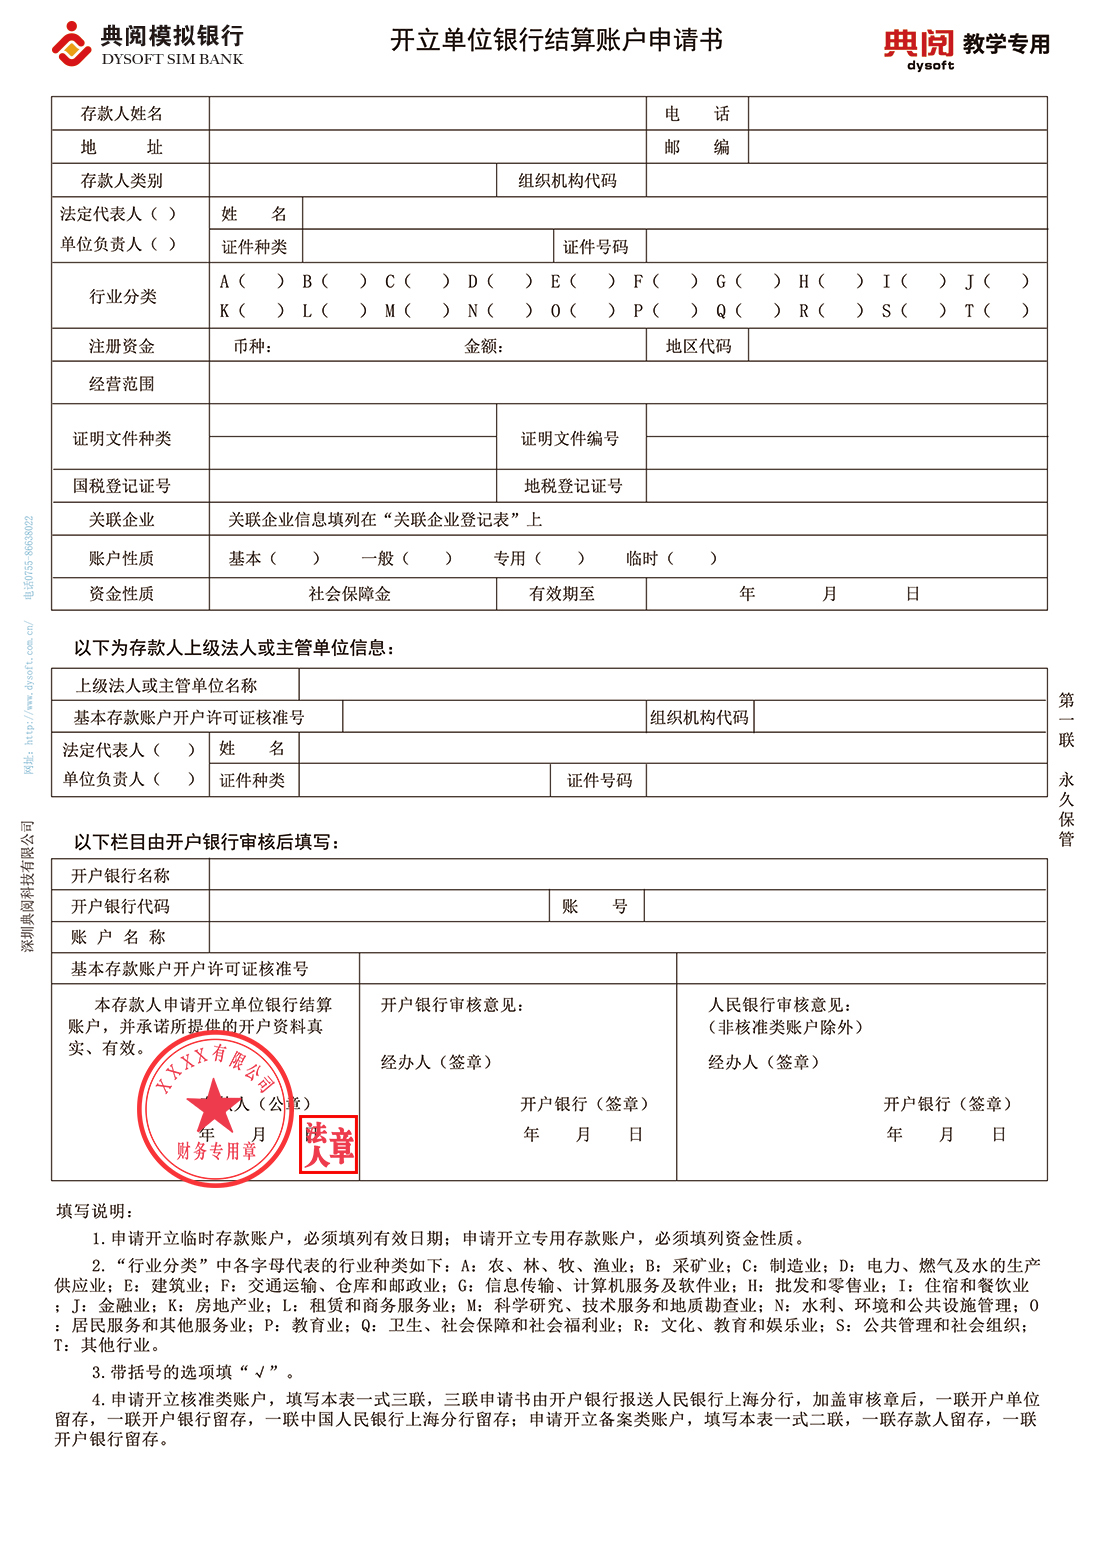 典阅模拟银行
DYSOFT SIM BANK
开立单位银行结算账户申请书
典阅 教学专用
dysoft
存款人姓名 电 话
地 址 邮 编
存款人类别 组织机构代码
法定代表人（ ） 姓 名
单位负责人（ ） 证件种类 证件号码
行业分类
A（ ） B（ ） C（ ） D（ ） E（ ） F（ ） G（ ） H（ ） I（ ） J（ ）
K（ ） L（ ） M（ ） N（ ） O（ ） P（ ） Q（ ） R（ ） S（ ） T（ ）
注册资金 币种： 金额： 地区代码
经营范围
证明文件种类 证明文件编号
国税登记证号 地税登记证号
关联企业 关联企业信息填列在“关联企业登记表”上
账户性质 基本（ ） 一般（ ） 专用（ ） 临时（ ）
资金性质 社会保障金 有效期至 年 月 日
以下为存款人上级法人或主管单位信息：
上级法人或主管单位名称
基本存款账户开户许可证核准号 组织机构代码
法定代表人（ ） 姓 名
单位负责人（ ） 证件种类 证件号码
以下栏目由开户银行审核后填写：
开户银行名称
开户银行代码 账 号
账 户 名 称
基本存款账户开户许可证核准号
本存款人申请开立单位银行结算
账户，并承诺所提供的开户资料真
实、有效。
人（公章）
年 月 日
XXXX有限公司
财务专用章
法人章
开户银行审核意见：
经办人（签章）
开户银行（签章）
年 月 日
人民银行审核意见：
（非核准类账户除外）
经办人（签章）
开户银行（签章）
年 月 日
填写说明：
1.申请开立临时存款账户，必须填列有效日期；申请开立专用存款账户，必须填列资金性质。
2.“行业分类”中各字母代表的行业种类如下：A：农、林、牧、渔业；B：采矿业；C：制造业；D：电力、燃气及水的生产
供应业；E：建筑业；F：交通运输、仓库和邮政业；G：信息传输、计算机服务及软件业；H：批发和零售业；I：住宿和餐饮业
；J：金融业；K：房地产业；L：租赁和商务服务业；M：科学研究、技术服务和地质勘查业；N：水利、环境和公共设施管理；O
：居民服务和其他服务业；P：教育业；Q：卫生、社会保障和社会福利业；R：文化、教育和娱乐业；S：公共管理和社会组织；
T：其他行业。
3.带括号的选项填“√”。
4.申请开立核准类账户，填写本表一式三联，三联申请书由开户银行报送人民银行上海分行，加盖审核章后，一联开户单位
留存，一联开户银行留存，一联中国人民银行上海分行留存；申请开立备案类账户，填写本表一式二联，一联存款人留存，一联
开户银行留存。
第一联 永久保管
深圳典阅科技有限公司 网址：http://www.dysoft.com.cn/ 电话0755-86638022